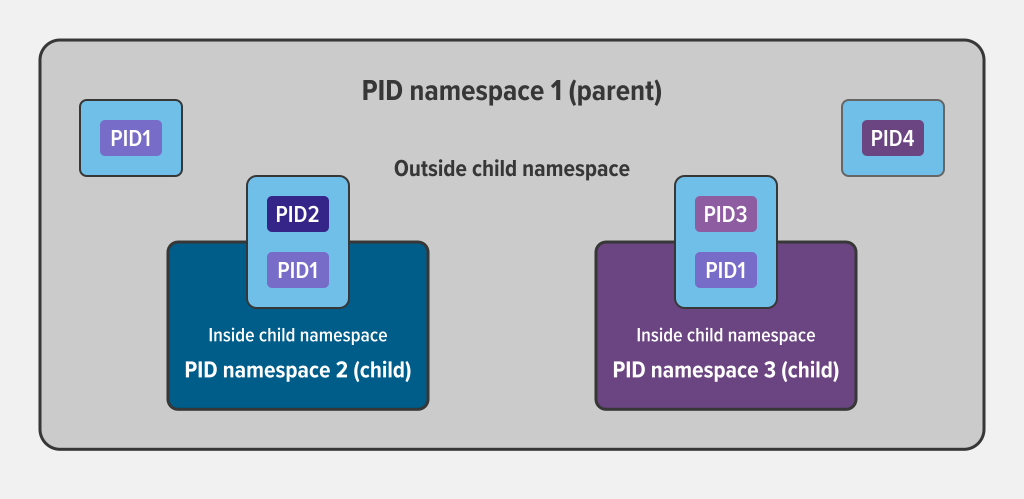 PID namespace 1 (parent)
PID1
PID4
Outside child namespace
PID2
PID1
Inside child namespace
PID namespace 2 (child)
PID3
PID1
Inside child namespace
PID namespace 3 (child)